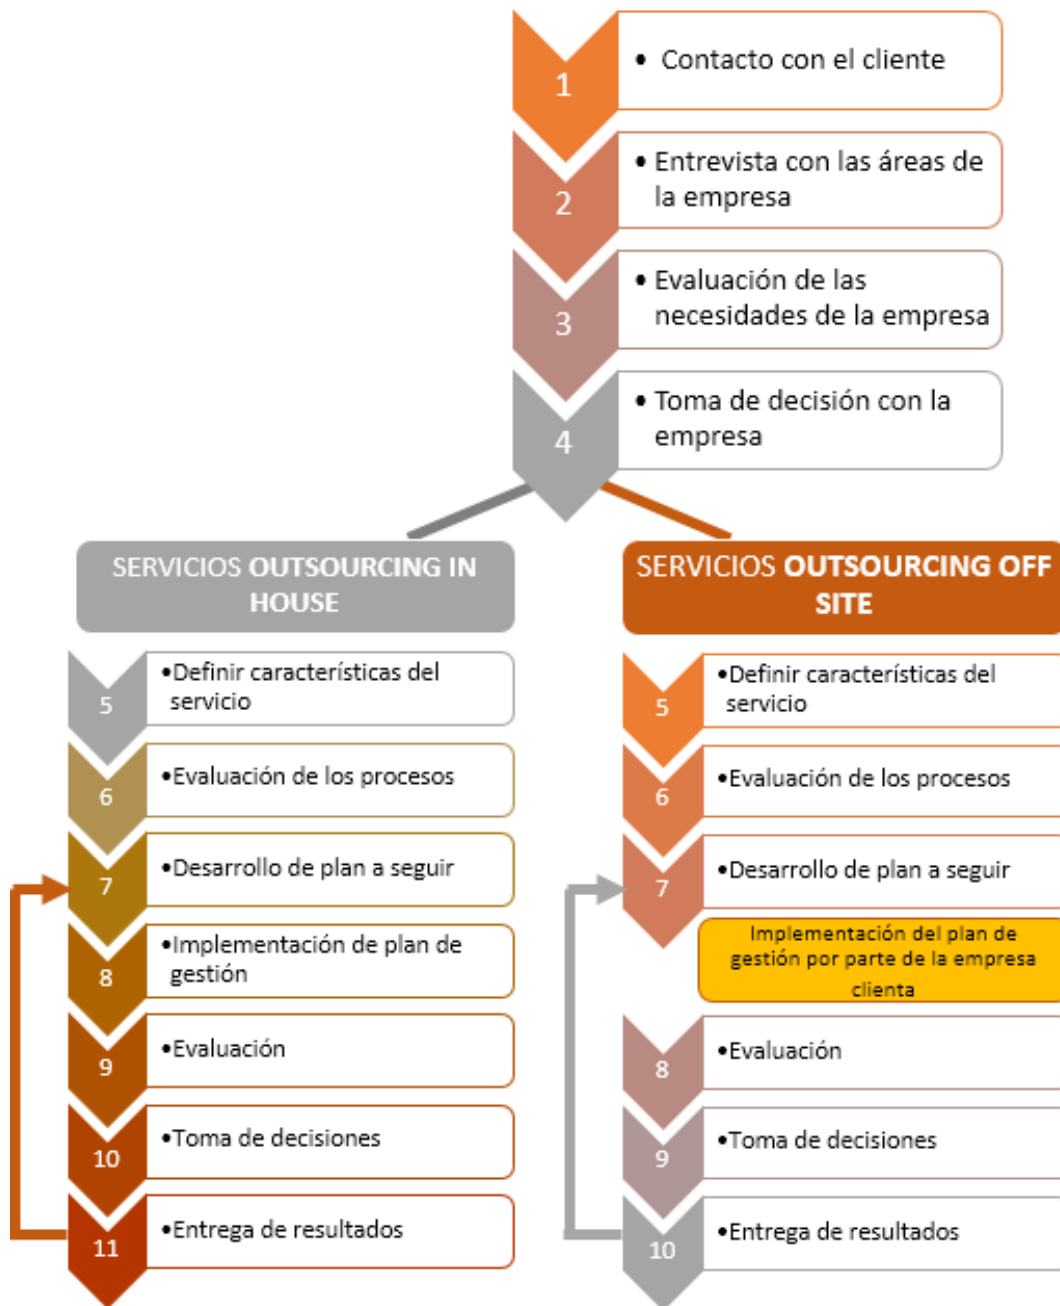 1
• Contacto con el cliente
2
• Entrevista con las áreas de
la empresa
3
• Evaluación de las
necesidades de la empresa
4
• Toma de decisión con la
empresa
SERVICIOS OUTSOURCING IN
HOUSE
5
•Definir características del
servicio
6
•Evaluación de los procesos
7
•Desarrollo de plan a seguir
8
•Implementación de plan de
gestión
9
•Evaluación
10
•Toma de decisiones
11
•Entrega de resultados
SERVICIOS OUTSOURCING OFF
SITE
5
•Definir características del
servicio
6
•Evaluación de los procesos
7
•Desarrollo de plan a seguir
Implementación del plan de
gestión por parte de la empresa
clienta
8
•Evaluación
9
•Toma de decisiones
10
•Entrega de resultados